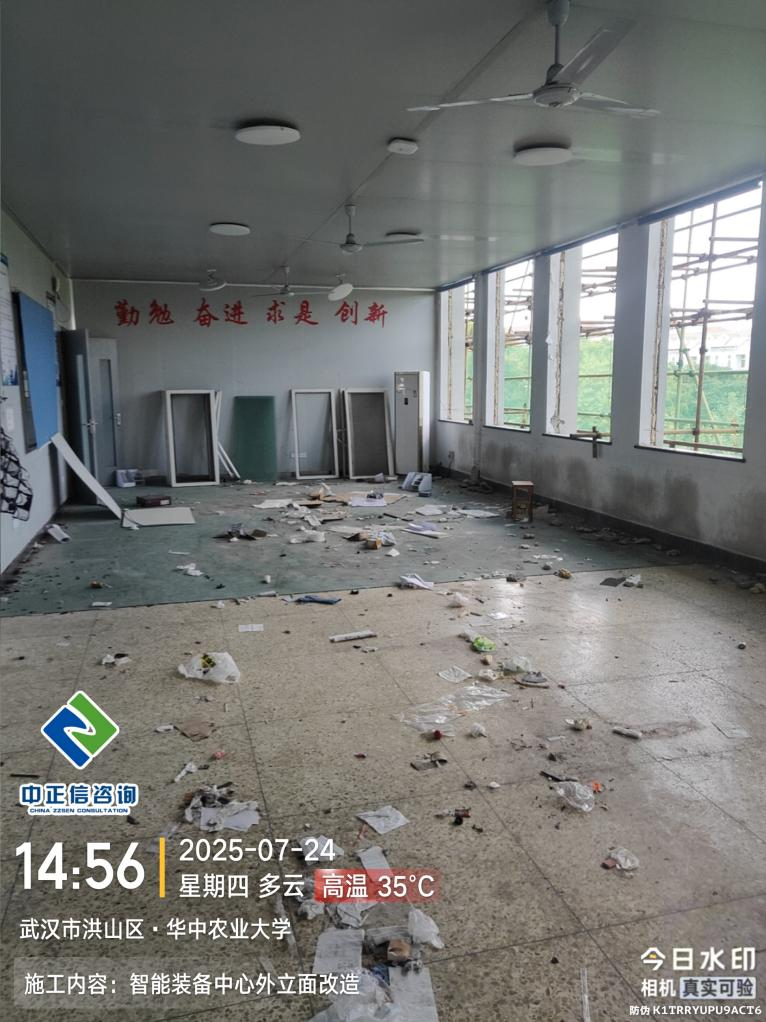 勤勉 奋进 求是 创新
中正信咨询
CHINA ZZSEN CONSULTATION
14:56
2025-07-24
星期四 多云 高温 35℃
武汉市洪山区·华中农业大学
施工内容：智能装备中心外立面改造
今日水印
相机 真实可验
防伪 K1TRRYUPU9ACT6